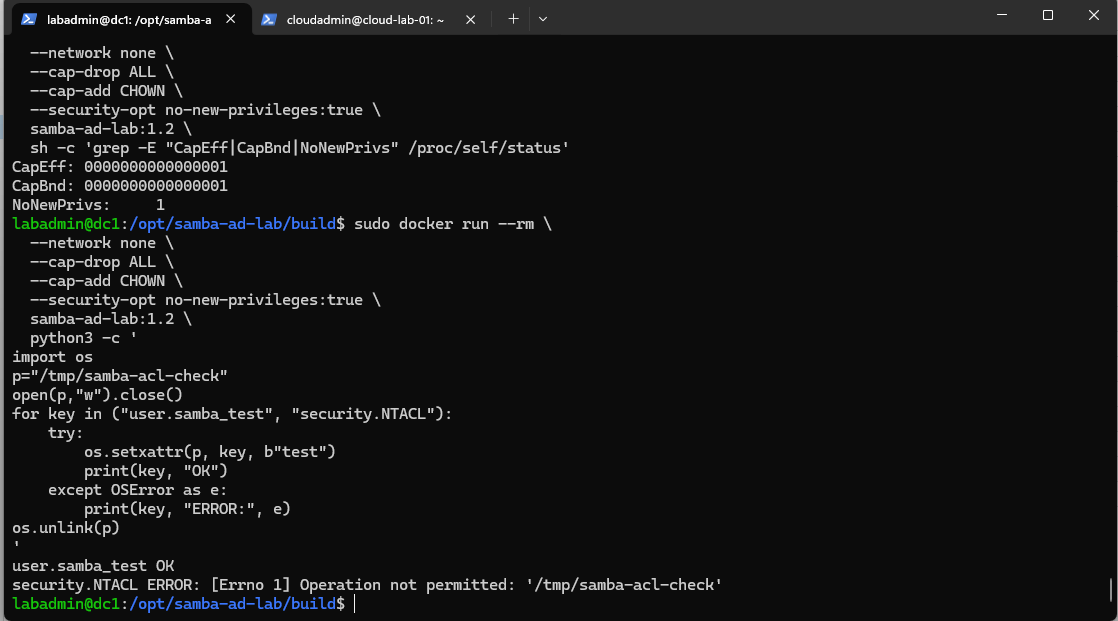 labadmin@dc1: /opt/samba-a
cloudadmin@cloud-lab-01: ~
  --network none \
  --cap-drop ALL \
  --cap-add CHOWN \
  --security-opt no-new-privileges:true \
  samba-ad-lab:1.2 \
  sh -c 'grep -E "CapEff|CapBnd|NoNewPrivs" /proc/self/status'
CapEff: 0000000000000001
CapBnd: 0000000000000001
NoNewPrivs:     1
labadmin@dc1:/opt/samba-ad-lab/build$ sudo docker run --rm \
  --network none \
  --cap-drop ALL \
  --cap-add CHOWN \
  --security-opt no-new-privileges:true \
  samba-ad-lab:1.2 \
  python3 -c '
import os
p="/tmp/samba-acl-check"
open(p,"w").close()
for key in ("user.samba_test", "security.NTACL"):
    try:
        os.setxattr(p, key, b"test")
        print(key, "OK")
    except OSError as e:
        print(key, "ERROR:", e)
os.unlink(p)
'
user.samba_test OK
security.NTACL ERROR: [Errno 1] Operation not permitted: '/tmp/samba-acl-check'
labadmin@dc1:/opt/samba-ad-lab/build$